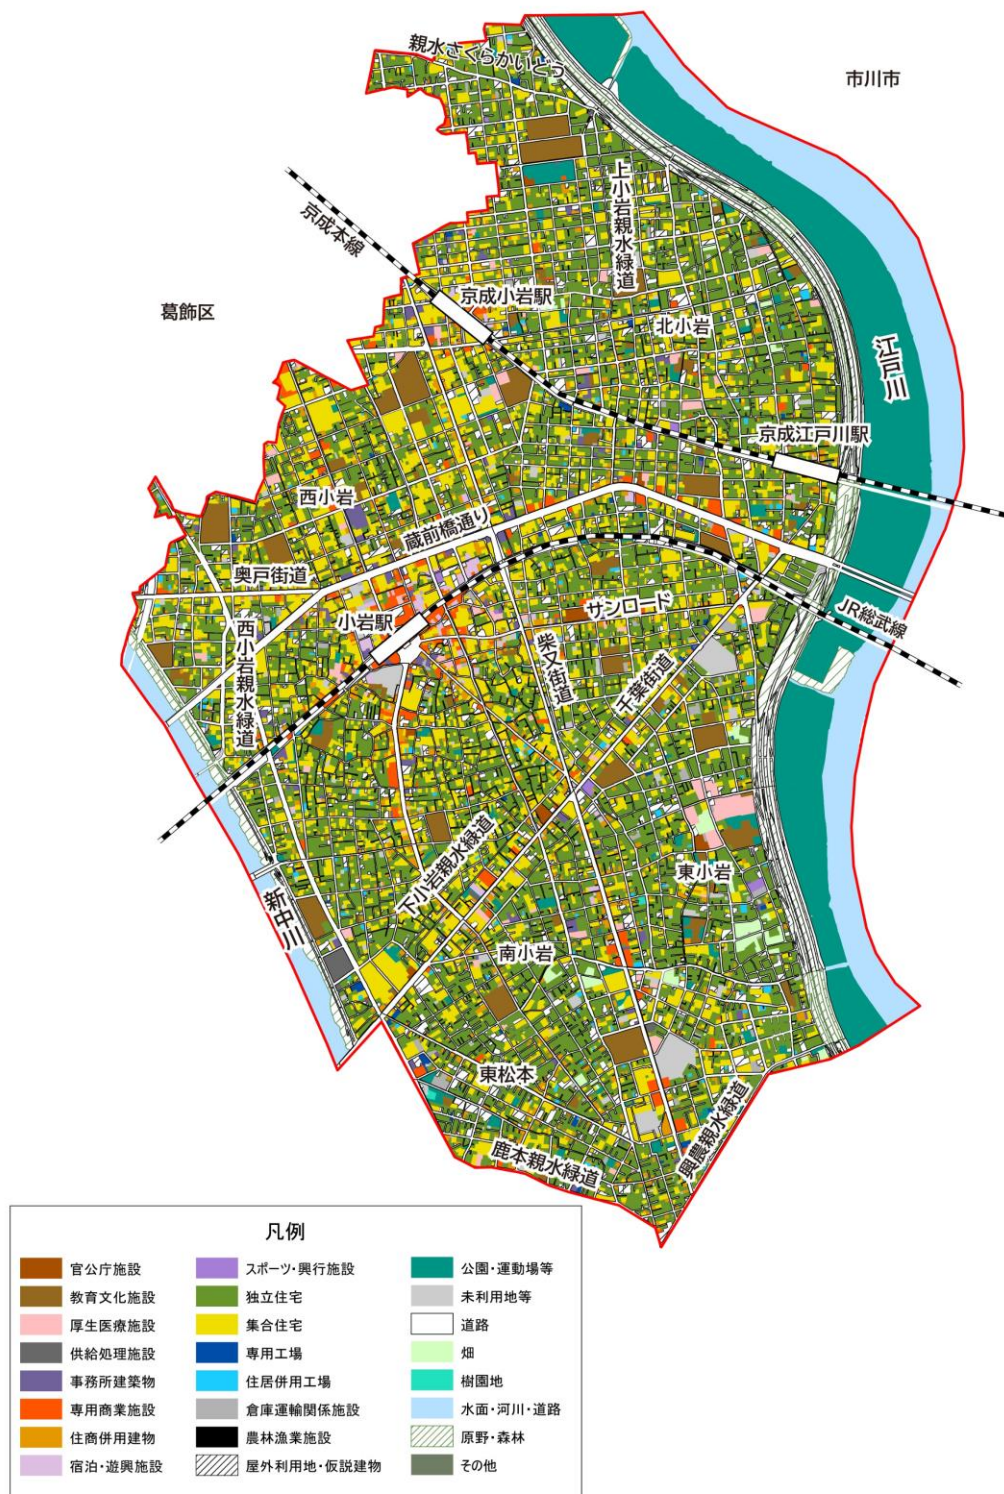 親水さくらかいどう
市川市
上小岩親水緑道
京成本線
京成小岩駅
葛飾区
北小岩
江戸川
京成江戸川駅
西小岩
蔵前橋通り
奥戸街道
小岩駅
サンロード
JR総武線
西小岩親水緑道
柴又街道
千葉街道
下小岩親水緑道
東小岩
新中川
南小岩
東松本
鹿本親水緑道
興農親水緑道
凡例
官公庁施設
教育文化施設
厚生医療施設
供給処理施設
事務所建築物
専用商業施設
住商併用建物
宿泊・遊興施設
スポーツ・興行施設
独立住宅
集合住宅
専用工場
住居併用工場
倉庫運輸関係施設
農林漁業施設
屋外利用地・仮説建物
公園・運動場等
未利用地等
道路
畑
樹園地
水面・河川・道路
原野・森林
その他